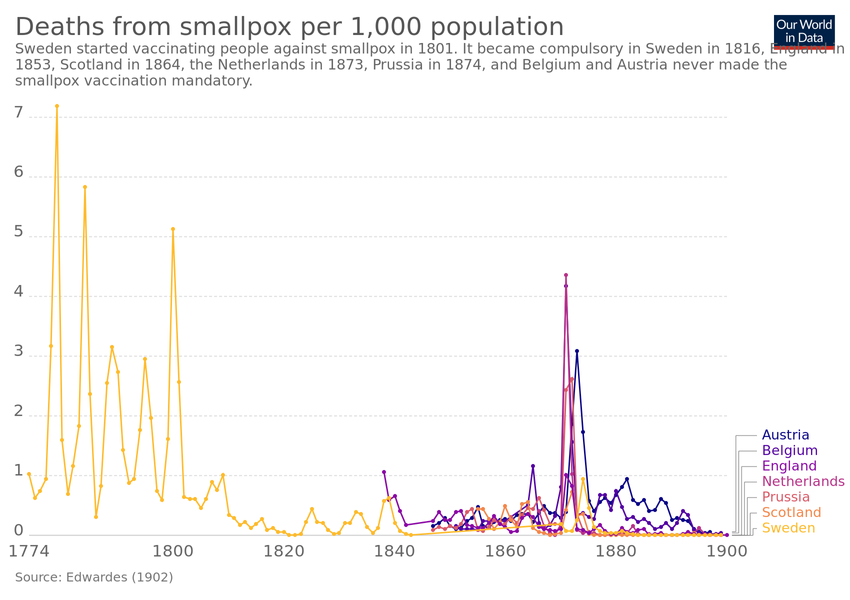 Deaths from smallpox per 1,000 population
Our World
in Data
Sweden started vaccinating people against smallpox in 1801. It became compulsory in Sweden in 1816, England in
1853, Scotland in 1864, the Netherlands in 1873, Prussia in 1874, and Belgium and Austria never made the
smallpox vaccination mandatory.
7
6
5
4
3
2
1
0
1774
1800
1820
1840
1860
1880
1900
Austria
Belgium
England
Netherlands
Prussia
Scotland
Sweden
Source: Edwardes (1902)